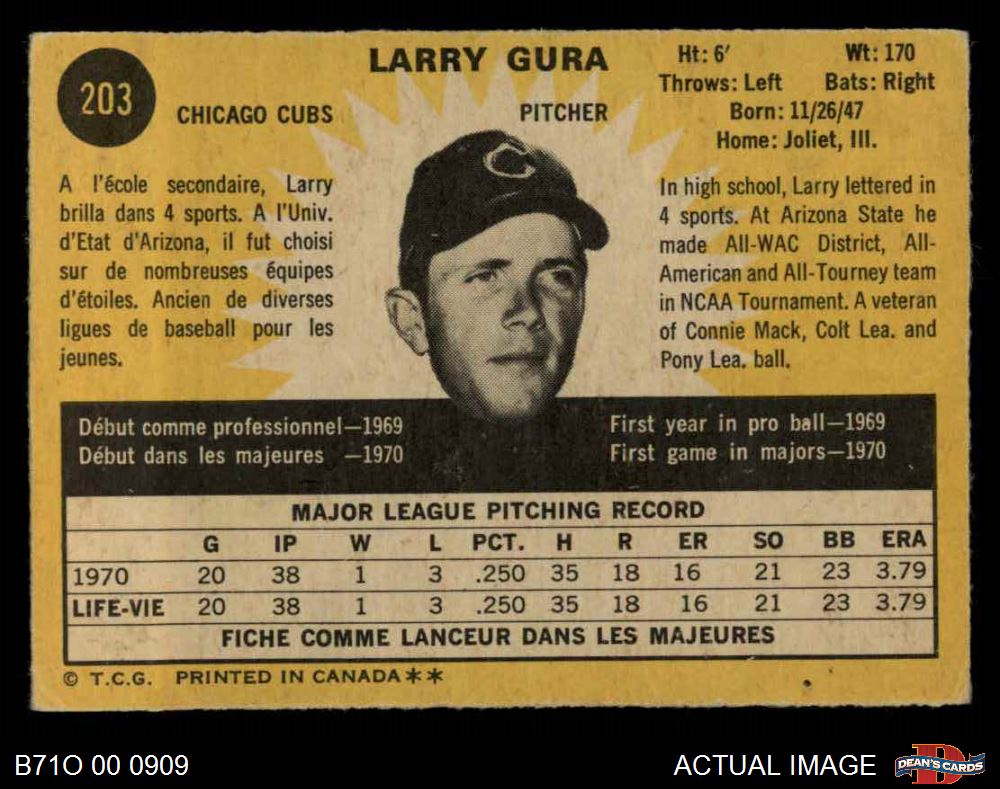 203
LARRY GURA
CHICAGO CUBS PITCHER
Ht: 6′ Wt: 170
Throws: Left Bats: Right
Born: 11/26/47
Home: Joliet, Ill.
A l'école secondaire, Larry
brilla dans 4 sports. A l'Univ.
d'Etat d'Arizona, il fut choisi
sur de nombreuses équipes
d'étoiles. Ancien de diverses
ligues de baseball pour les
jeunes.
C
In high school, Larry lettered in
4 sports. At Arizona State he
made All-WAC District, All-
American and All-Tourney team
in NCAA Tournament. A veteran
of Connie Mack, Colt Lea. and
Pony Lea. ball.
Début comme professionnel—1969
Début dans les majeures —1970
First year in pro ball—1969
First game in majors—1970
MAJOR LEAGUE PITCHING RECORD
G IP W L PCT. H R ER SO BB ERA
1970 20 38 1 3 .250 35 18 16 21 23 3.79
LIFE-VIE 20 38 1 3 .250 35 18 16 21 23 3.79
FICHE COMME LANCEUR DANS LES MAJEURES
© T.C.G. PRINTED IN CANADA**
B71O 00 0909 ACTUAL IMAGE
D
DEAN'S CARDS